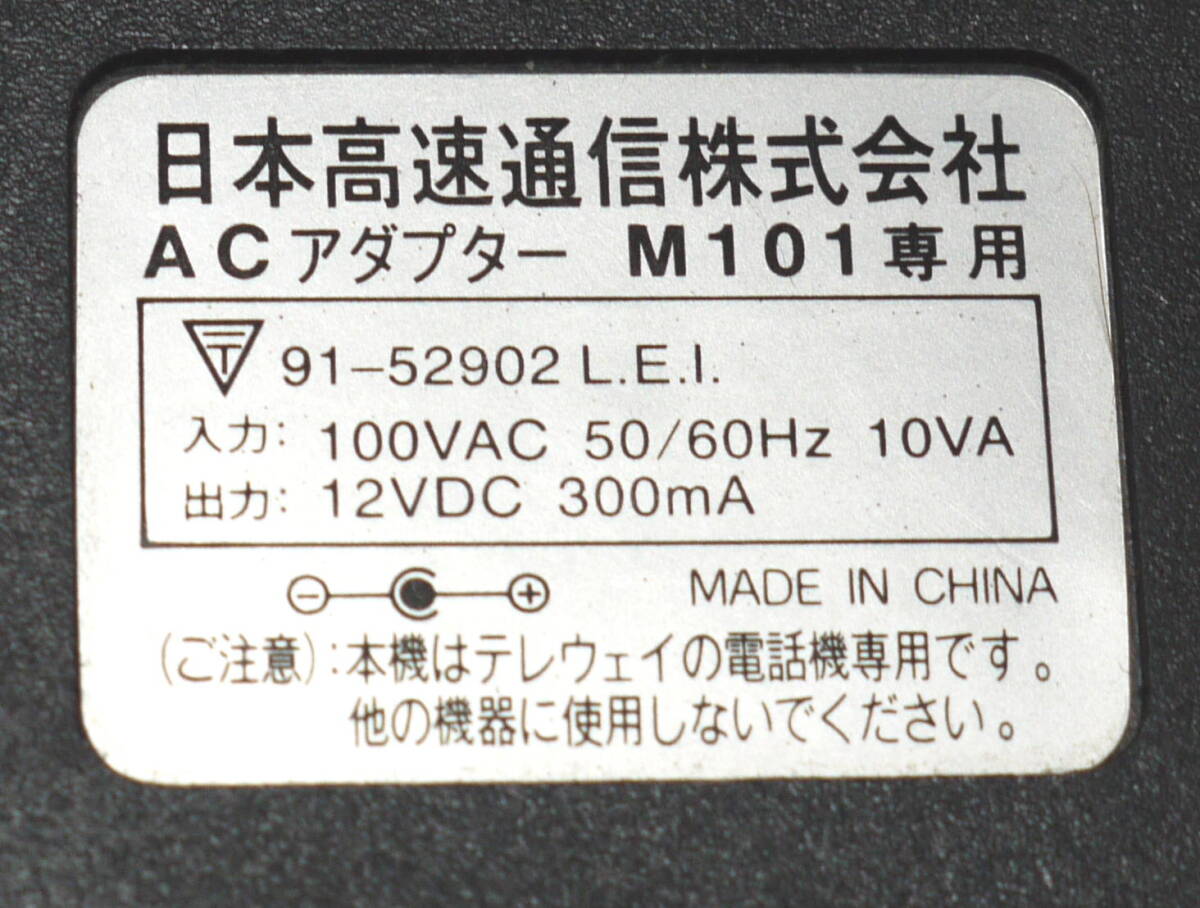 日本高速通信株式会社
ACアダプター M101専用
〒 91-52902 L.E.I.
入力: 100VAC 50/60Hz 10VA
出力: 12VDC 300mA
MADE IN CHINA
(ご注意):本機はテレウェイの電話機専用です。
他の機器に使用しないでください。